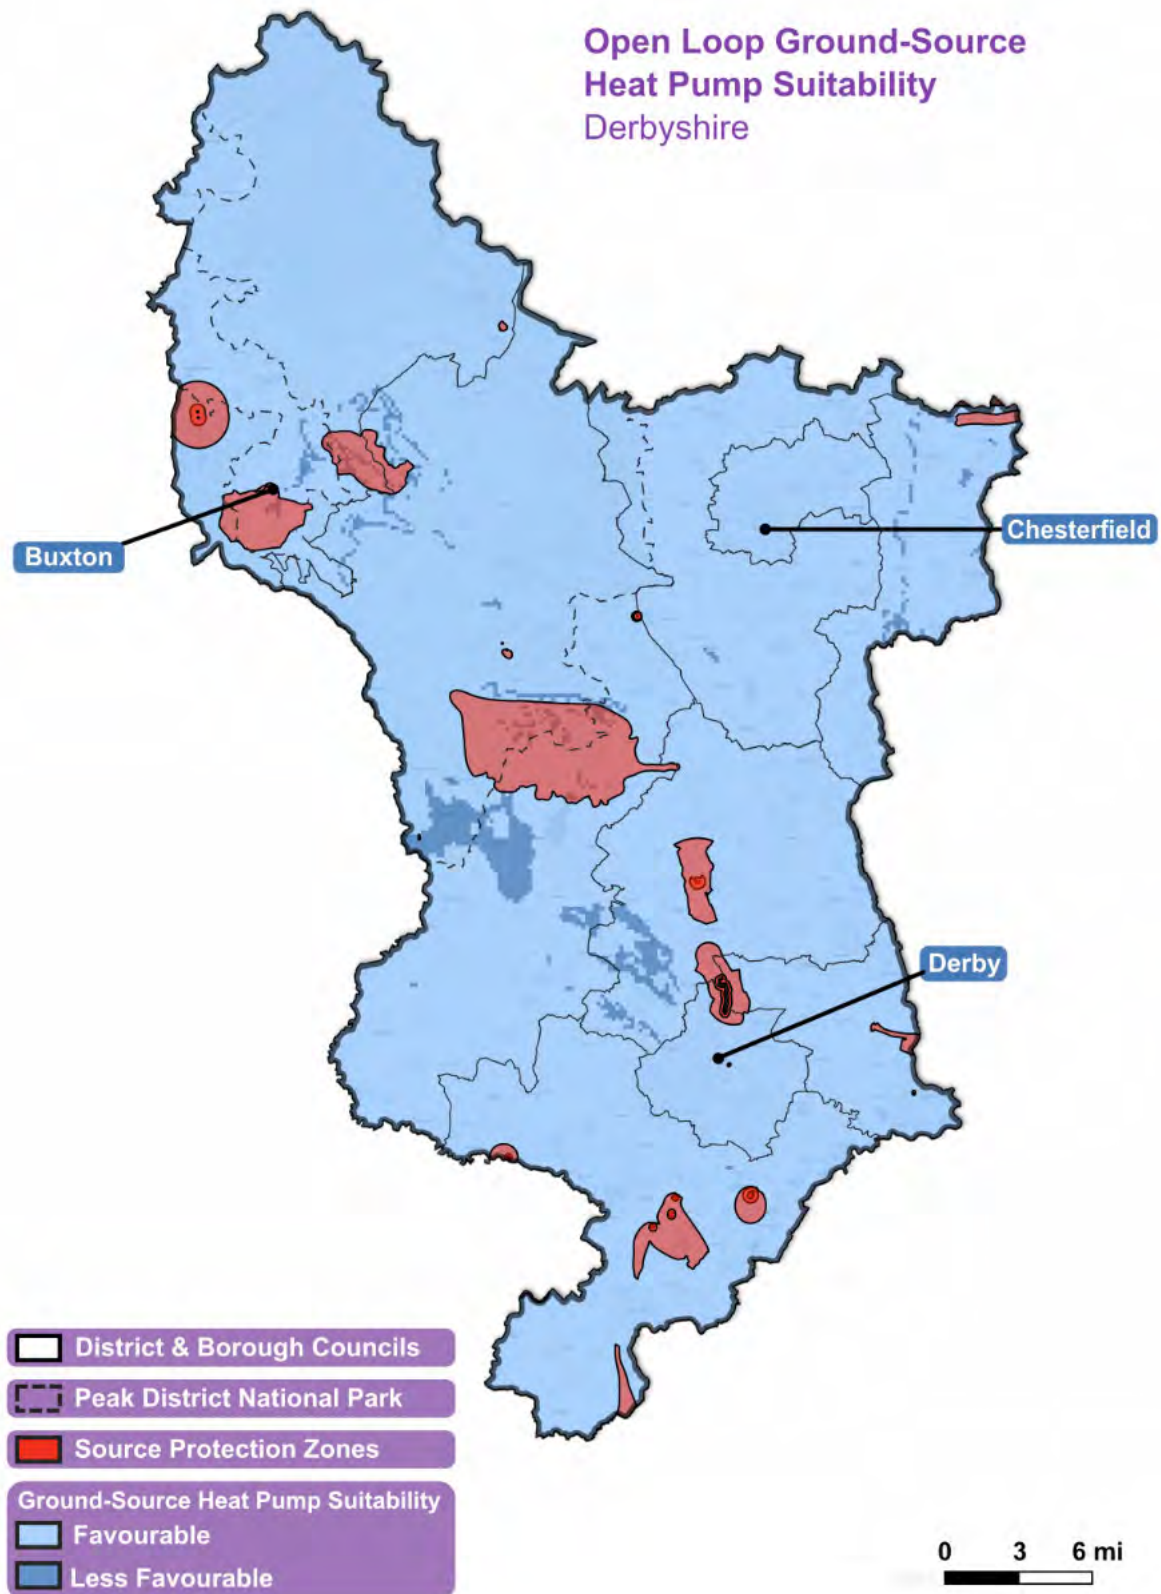 Open Loop Ground-Source
Heat Pump Suitability
Derbyshire
Buxton
Chesterfield
Derby
District & Borough Councils
Peak District National Park
Source Protection Zones
Ground-Source Heat Pump Suitability
Favourable
Less Favourable
0 3 6 mi